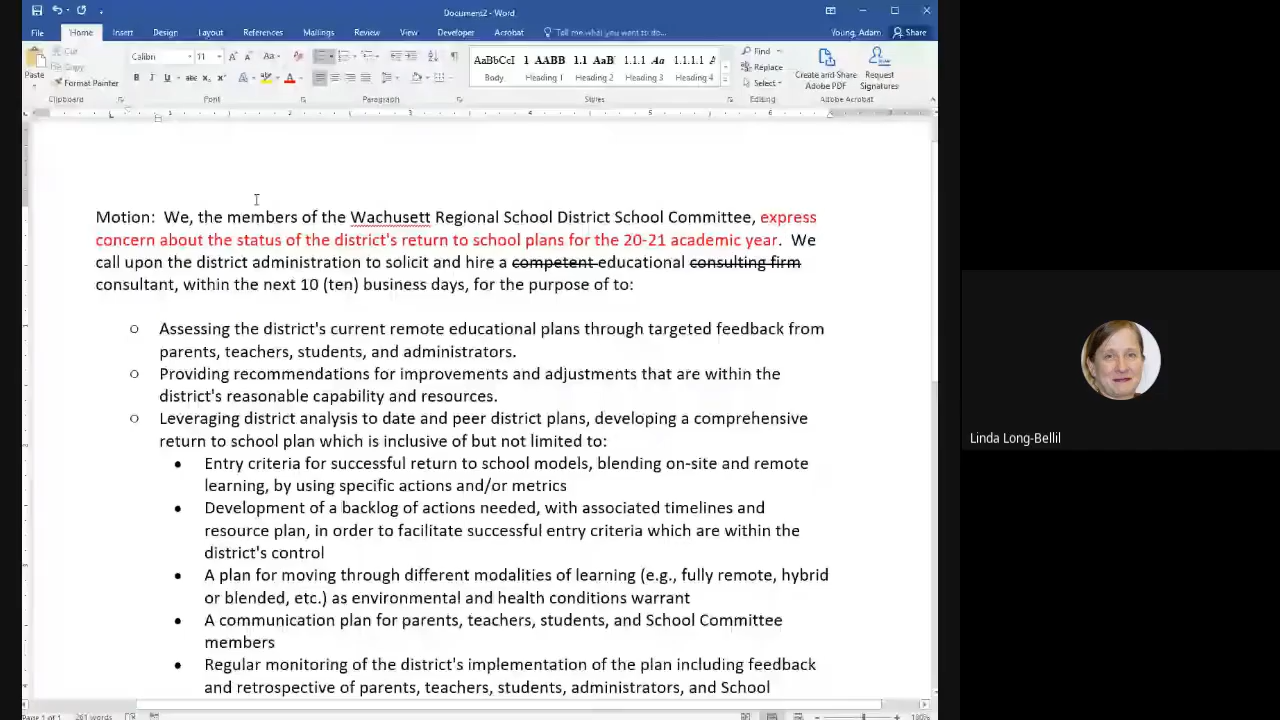 Document2 - Word
File Home Insert Design Layout References Mailings Review View Developer Acrobat Tell me what you want to do... Young, Adam Share
Paste Cut Copy Format Painter
Calibri 11
AaBbCcI 1 AABB 1.1 AaB 1.1.1 Aa 1.1.1.1 A
Body Heading 1 Heading 2 Heading 3 Heading 4
Find Replace Select
Create and Share Adobe PDF Request Signatures
Clipboard Font Paragraph Styles Editing Adobe Acrobat
Motion: We, the members of the Wachusett Regional School District School Committee, express
concern about the status of the district's return to school plans for the 20-21 academic year. We
call upon the district administration to solicit and hire a competent educational consulting firm
consultant, within the next 10 (ten) business days, for the purpose of to:
o Assessing the district's current remote educational plans through targeted feedback from
parents, teachers, students, and administrators.
o Providing recommendations for improvements and adjustments that are within the
district's reasonable capability and resources.
o Leveraging district analysis to date and peer district plans, developing a comprehensive
return to school plan which is inclusive of but not limited to:
• Entry criteria for successful return to school models, blending on-site and remote
learning, by using specific actions and/or metrics
• Development of a backlog of actions needed, with associated timelines and
resource plan, in order to facilitate successful entry criteria which are within the
district's control
• A plan for moving through different modalities of learning (e.g., fully remote, hybrid
or blended, etc.) as environmental and health conditions warrant
• A communication plan for parents, teachers, students, and School Committee
members
• Regular monitoring of the district's implementation of the plan including feedback
and retrospective of parents, teachers, students, administrators, and School
Page 1 of 1 201 words
Linda Long-Bellil